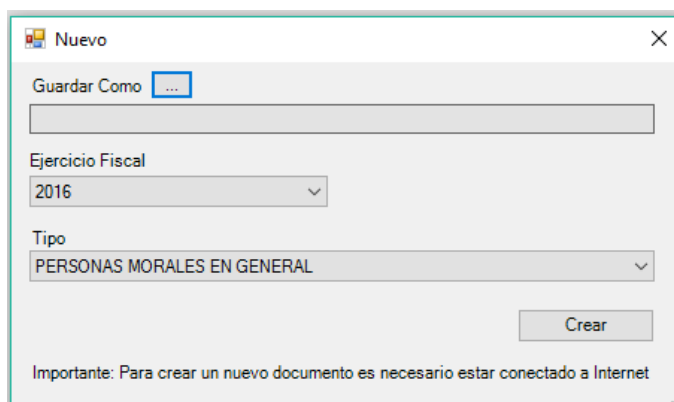 Nuevo
Guardar Como ...
Ejercicio Fiscal
2016
Tipo
PERSONAS MORALES EN GENERAL
Crear
Importante: Para crear un nuevo documento es necesario estar conectado a Internet